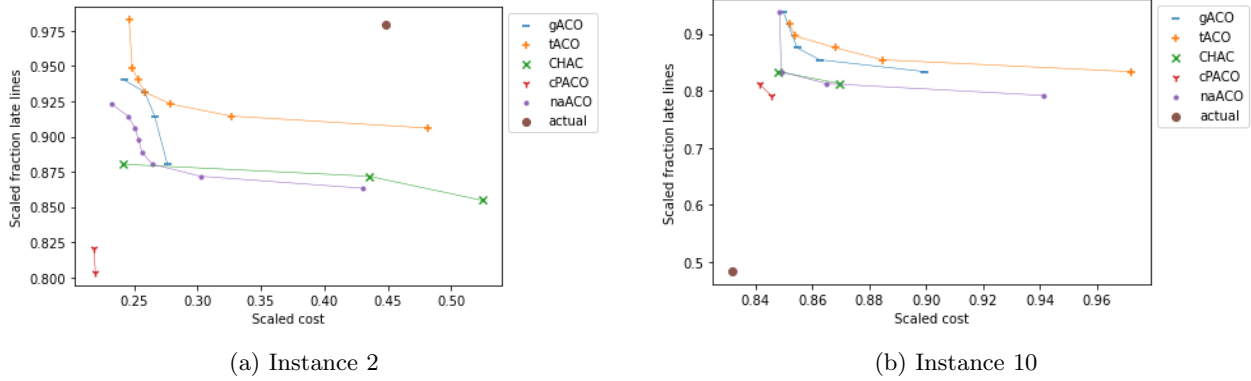 Scaled fraction late lines
0.975
0.950
0.925
0.900
0.875
0.850
0.825
0.800
0.25 0.30 0.35 0.40 0.45 0.50
Scaled cost
gACO
tACO
CHAC
cPACO
naACO
actual
(a) Instance 2
Scaled fraction late lines
0.9
0.8
0.7
0.6
0.5
0.84 0.86 0.88 0.90 0.92 0.94 0.96
Scaled cost
gACO
tACO
CHAC
cPACO
naACO
actual
(b) Instance 10